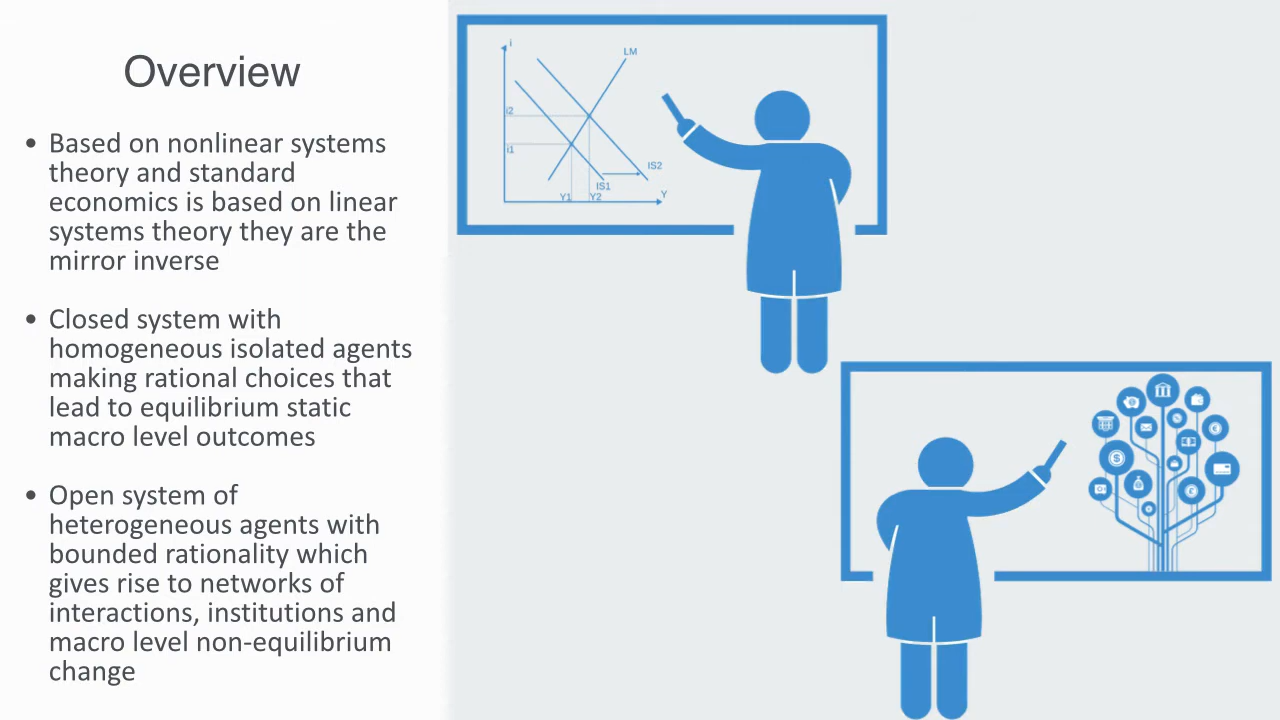 Overview
• Based on nonlinear systems
theory and standard
economics is based on linear
systems theory they are the
mirror inverse
• Closed system with
homogeneous isolated agents
making rational choices that
lead to equilibrium static
macro level outcomes
• Open system of
heterogeneous agents with
bounded rationality which
gives rise to networks of
interactions, institutions and
macro level non-equilibrium
change
i
LM
i2
i1
IS2
IS1
Y1
Y2
Y
$
€